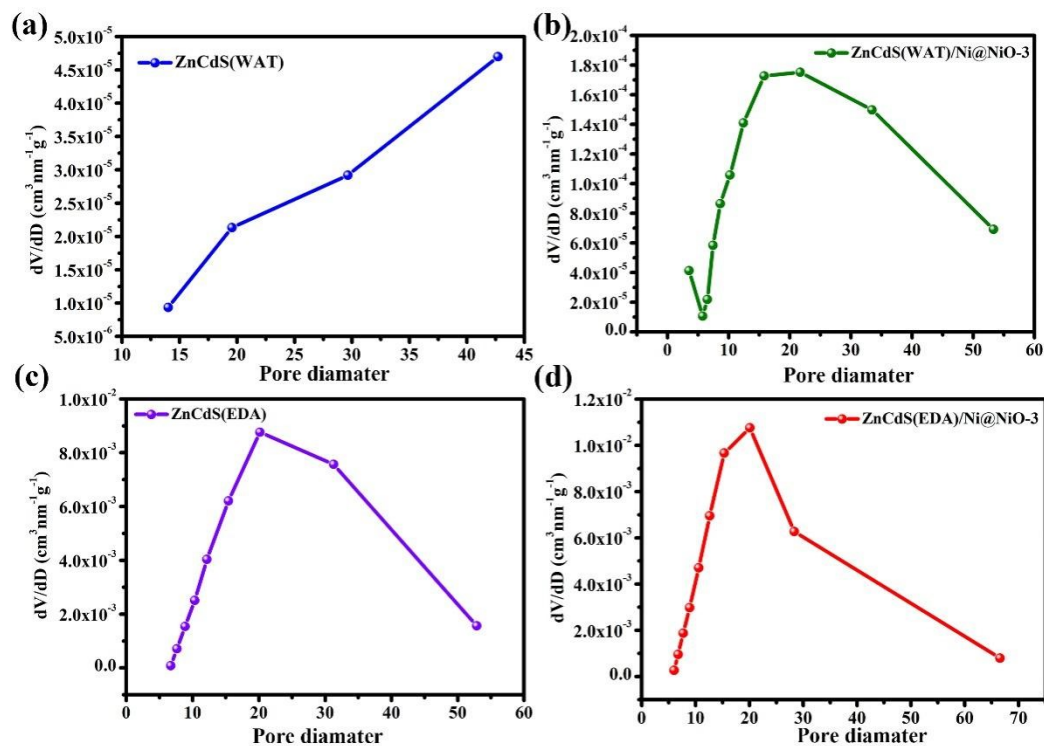 (a)
ZnCdS(WAT)
dV/dD (cm³nm⁻¹g⁻¹)
5.0x10⁻⁵
4.5x10⁻⁵
4.0x10⁻⁵
3.5x10⁻⁵
3.0x10⁻⁵
2.5x10⁻⁵
2.0x10⁻⁵
1.5x10⁻⁵
1.0x10⁻⁵
5.0x10⁻⁶
10 15 20 25 30 35 40 45
Pore diamater
(b)
ZnCdS(WAT)/Ni@NiO-3
dV/dD (cm³nm⁻¹g⁻¹)
2.0x10⁻⁴
1.8x10⁻⁴
1.6x10⁻⁴
1.4x10⁻⁴
1.2x10⁻⁴
1.0x10⁻⁴
8.0x10⁻⁵
6.0x10⁻⁵
4.0x10⁻⁵
2.0x10⁻⁵
0.0
0 10 20 30 40 50 60
Pore diameter
(c)
ZnCdS(EDA)
dV/dD (cm³nm⁻¹g⁻¹)
1.0x10⁻²
8.0x10⁻³
6.0x10⁻³
4.0x10⁻³
2.0x10⁻³
0.0
0 10 20 30 40 50 60
Pore diameter
(d)
ZnCdS(EDA)/Ni@NiO-3
dV/dD (cm³nm⁻¹g⁻¹)
1.2x10⁻²
1.0x10⁻²
8.0x10⁻³
6.0x10⁻³
4.0x10⁻³
2.0x10⁻³
0.0
0 10 20 30 40 50 60 70
Pore diameter